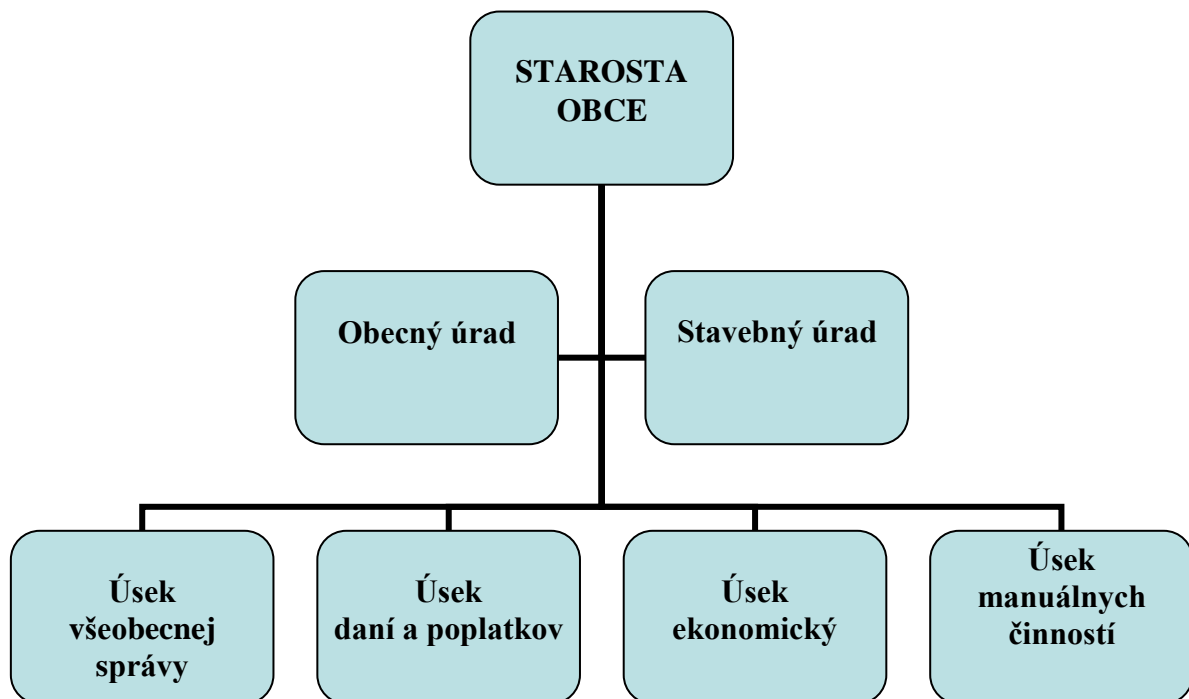 STAROSTA
OBCE
Obecný úrad
Stavebný úrad
Úsek
všeobecnej
správy
Úsek
daní a poplatkov
Úsek
ekonomický
Úsek
manuálnych
činností